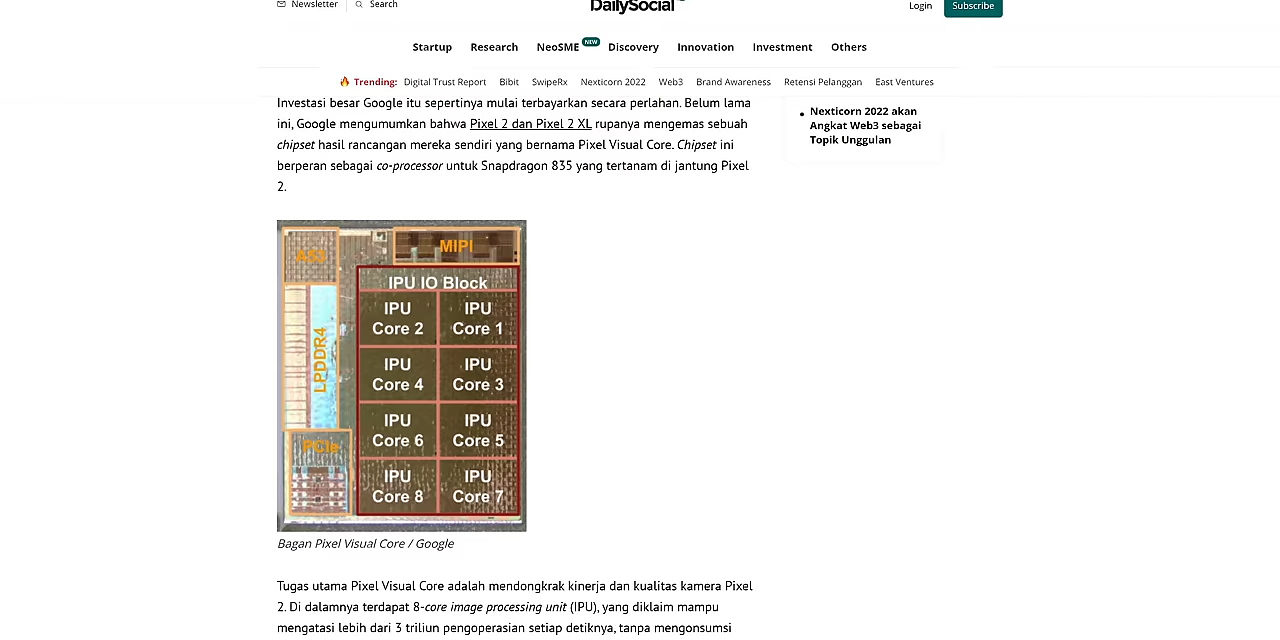 Newsletter
Search
DailySocial
Login
Subscribe
Startup
Research
NeoSME NEW
Discovery
Innovation
Investment
Others
Trending:
Digital Trust Report
Bibit
SwipeRx
Nexticorn 2022
Web3
Brand Awareness
Retensi Pelanggan
East Ventures
Investasi besar Google itu sepertinya mulai terbayarkan secara perlahan. Belum lama
ini, Google mengumumkan bahwa Pixel 2 dan Pixel 2 XL rupanya mengemas sebuah
chipset hasil rancangan mereka sendiri yang bernama Pixel Visual Core. Chipset ini
berperan sebagai co-processor untuk Snapdragon 835 yang tertanam di jantung Pixel
2.
Nexticorn 2022 akan
Angkat Web3 sebagai
Topik Unggulan
A53
MIPI
IPU IO Block
LPDDR4
IPU
Core 2
IPU
Core 1
IPU
Core 4
IPU
Core 3
IPU
Core 6
IPU
Core 5
PCIe
IPU
Core 8
IPU
Core 7
Bagan Pixel Visual Core / Google
Tugas utama Pixel Visual Core adalah mendongkrak kinerja dan kualitas kamera Pixel
2. Di dalamnya terdapat 8-core image processing unit (IPU), yang diklaim mampu
mengatasi lebih dari 3 triliun pengoperasian setiap detiknya, tanpa mengonsumsi